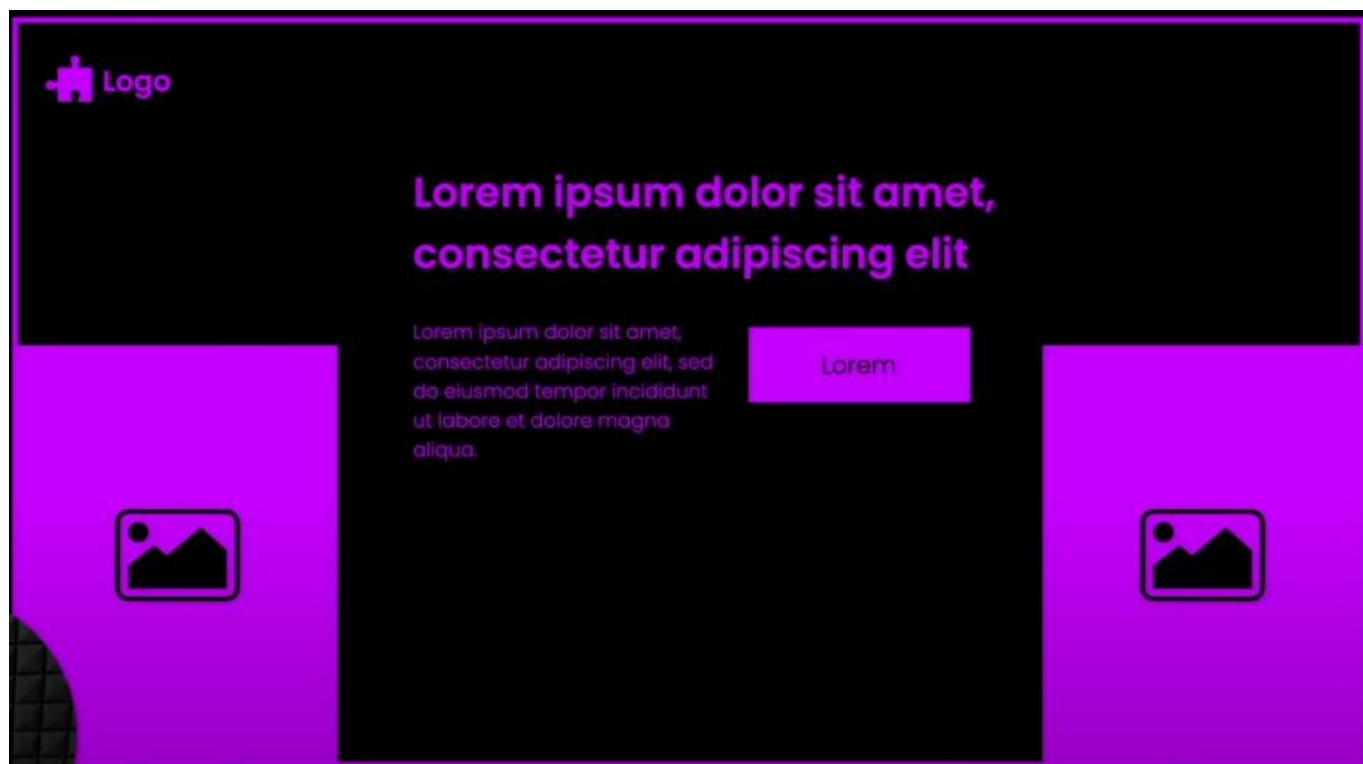 Logo
Lorem ipsum dolor sit amet,
consectetur adipiscing elit
Lorem ipsum dolor sit amet,
consectetur adipiscing elit, sed
do eiusmod tempor incididunt
ut labore et dolore magna
aliqua.
Lorem